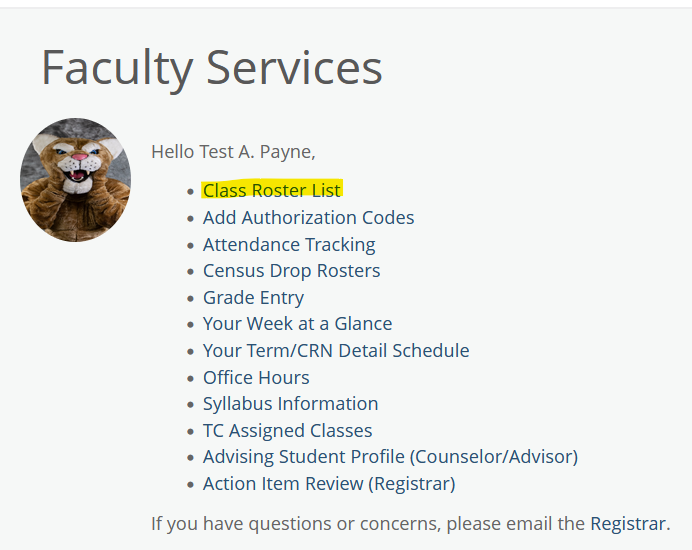 Faculty Services
Hello Test A. Payne,
Class Roster List
Add Authorization Codes
Attendance Tracking
Census Drop Rosters
Grade Entry
Your Week at a Glance
Your Term/CRN Detail Schedule
Office Hours
Syllabus Information
TC Assigned Classes
Advising Student Profile (Counselor/Advisor)
Action Item Review (Registrar)
If you have questions or concerns, please email the Registrar.